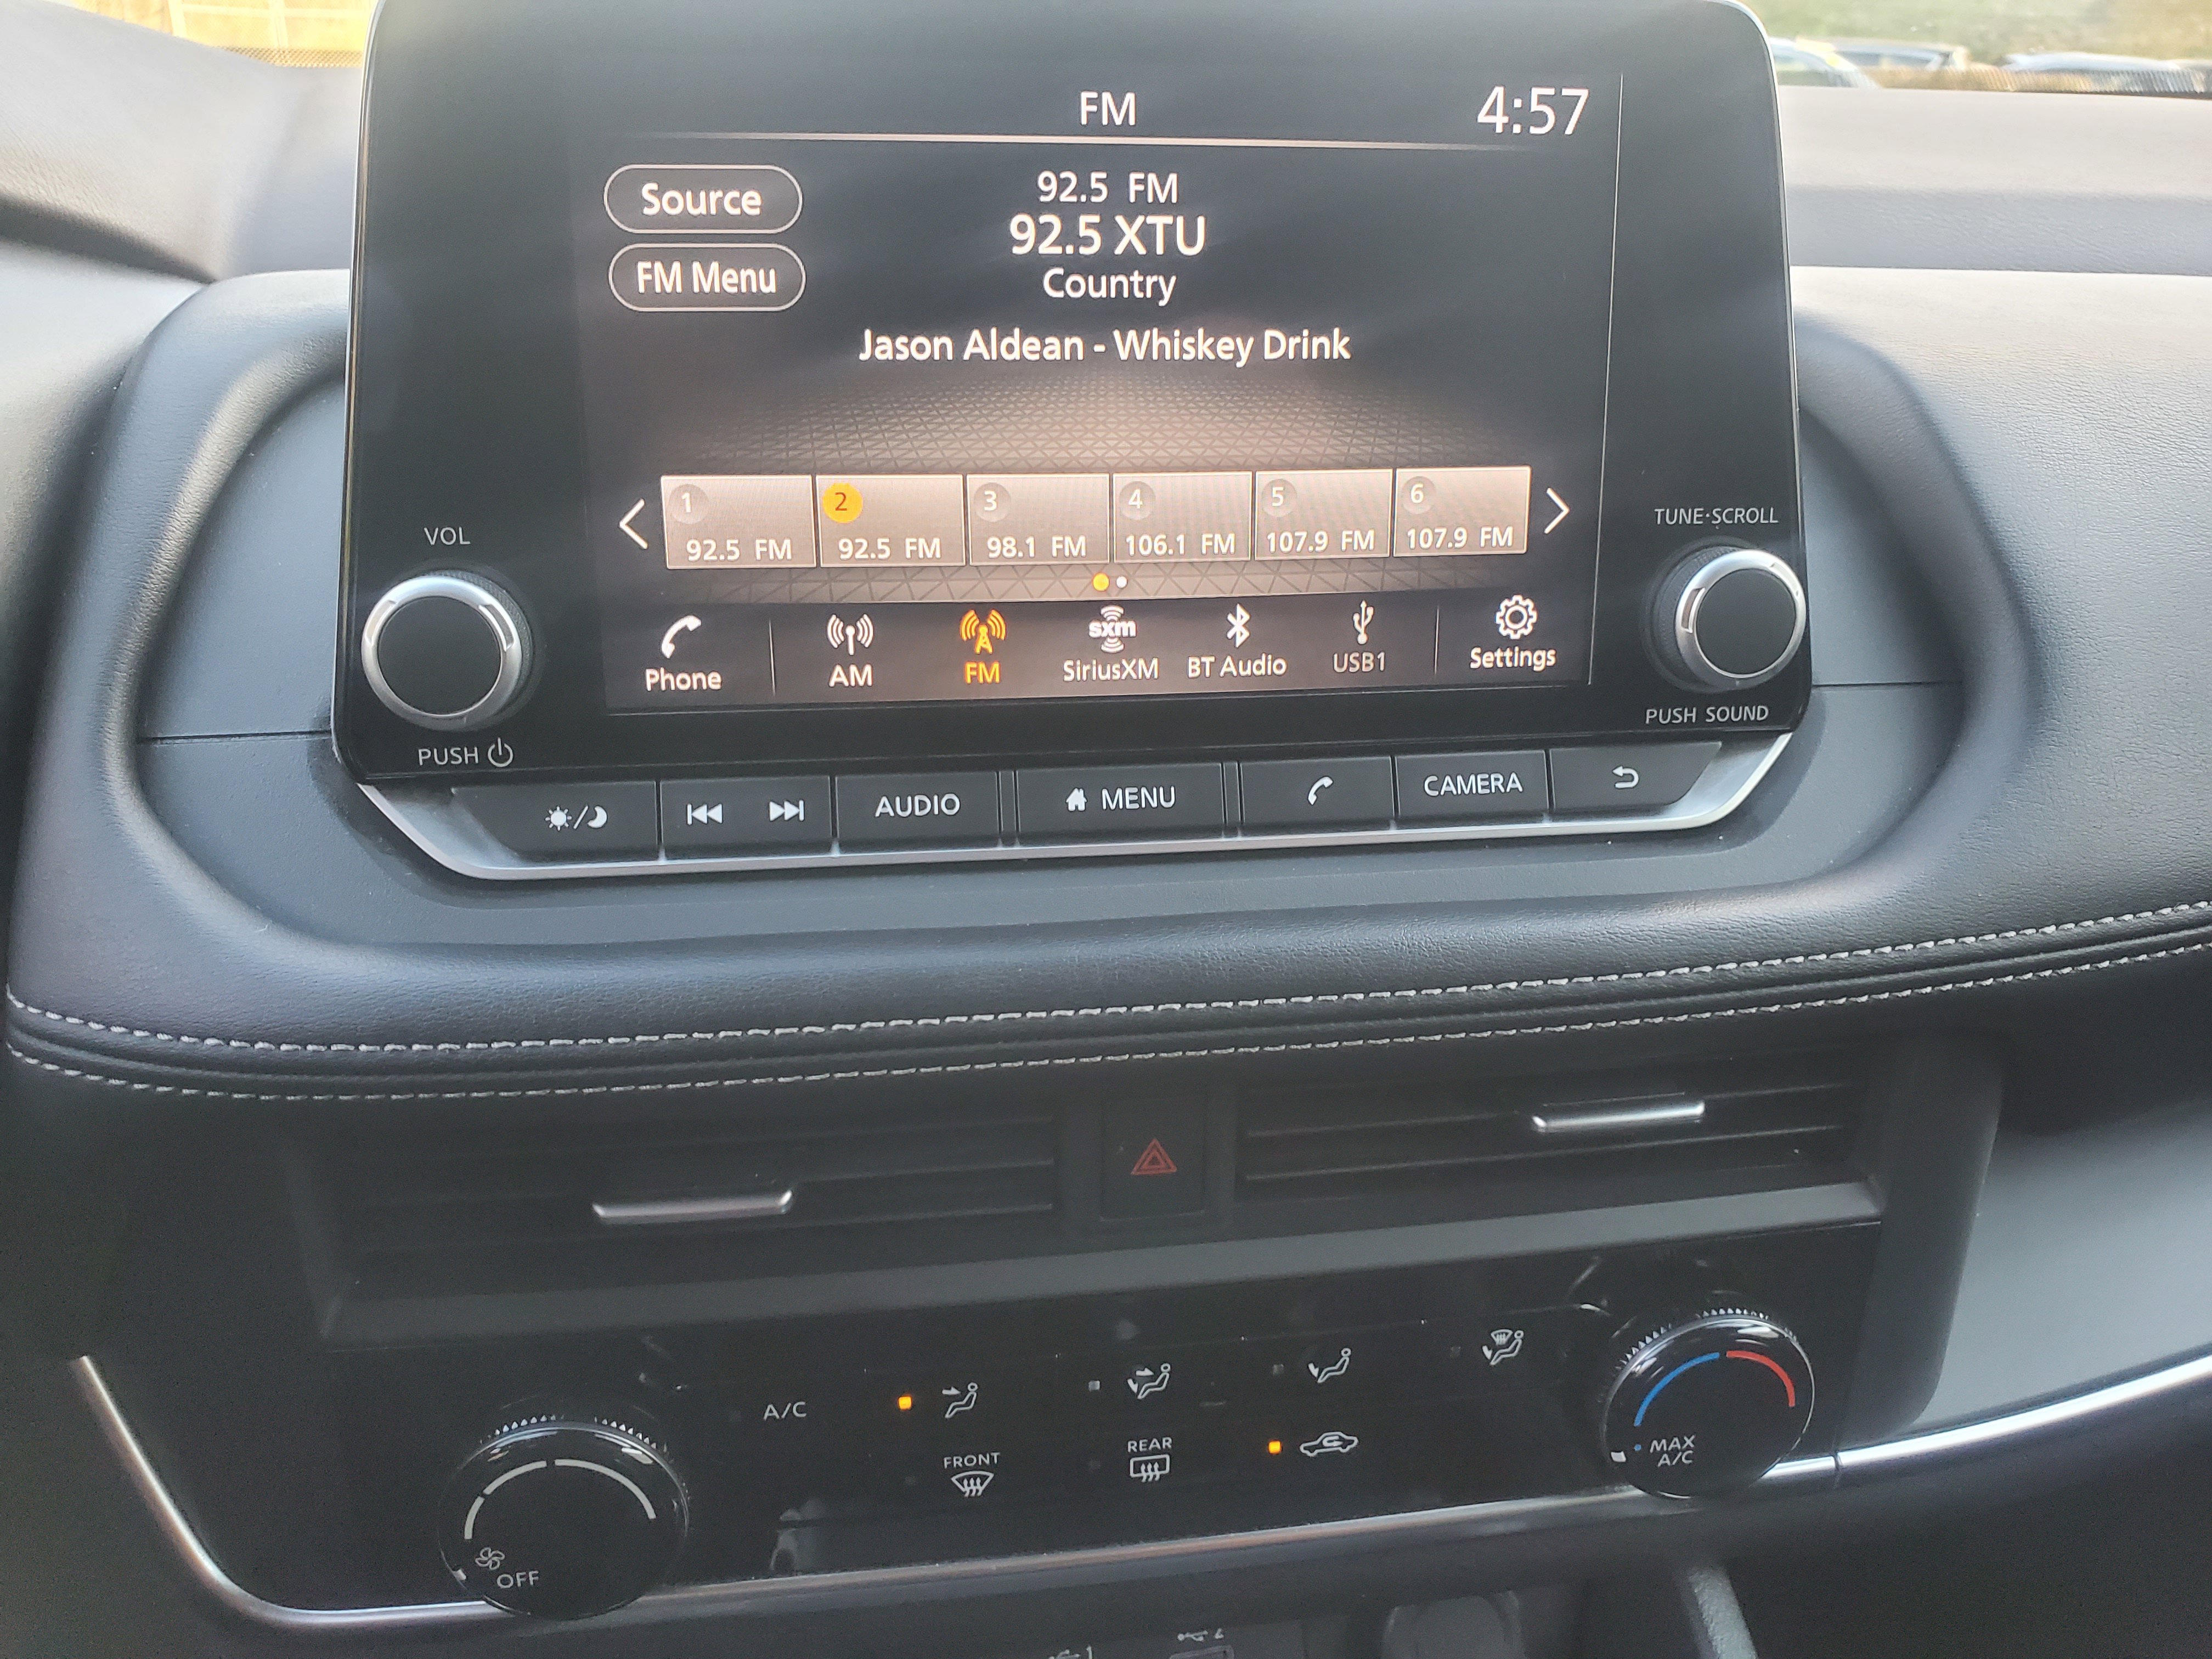 FM
4:57
Source
92.5 FM
92.5 XTU
FM Menu
Country
Jason Aldean - Whiskey Drink
1
2
3
4
5
6
92.5 FM
92.5 FM
98.1 FM
106.1 FM
107.9 FM
107.9 FM
VOL
TUNE·SCROLL
Phone
AM
FM
sxm
SiriusXM
BT Audio
USB1
Settings
PUSH
PUSH SOUND
AUDIO
MENU
CAMERA
A/C
FRONT
REAR
MAX
A/C
OFF
1
2